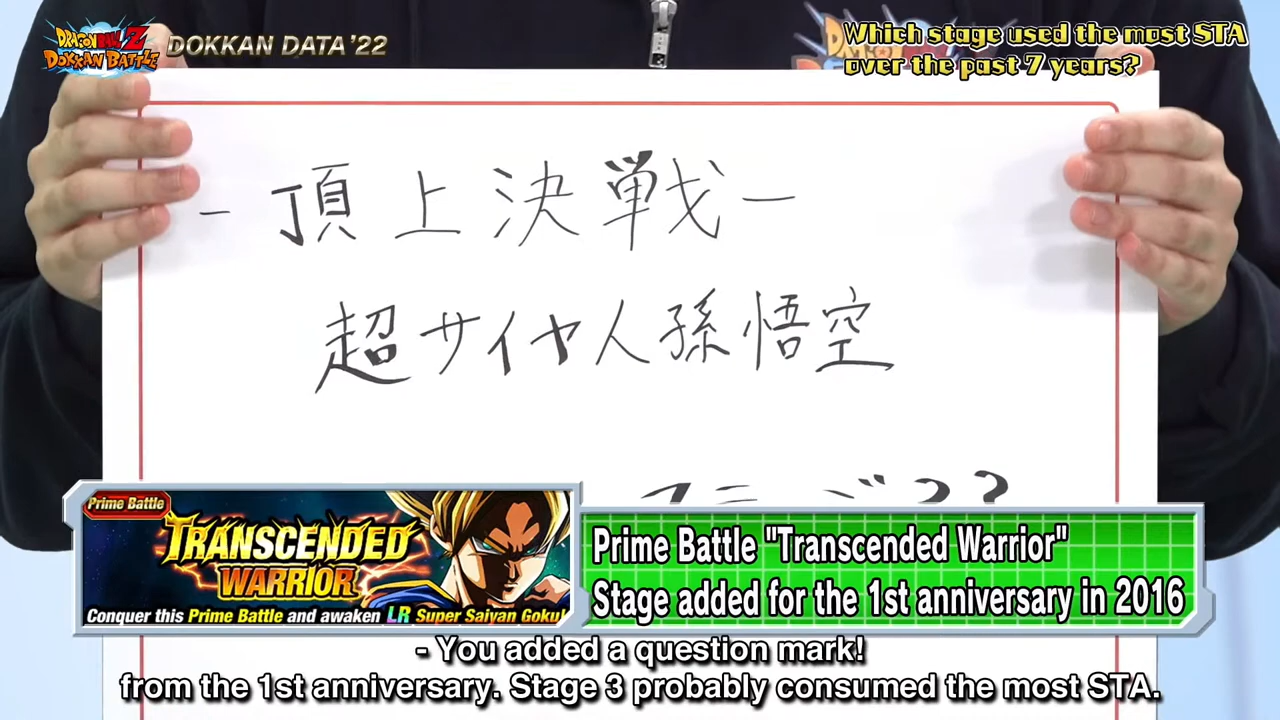 DRAGON BALL Z
DOKKAN BATTLE
DOKKAN DATA'22
Which stage used the most STA
over the past 7 years?
- 頂上決戦 -
超サイヤ人孫悟空
Prime Battle
TRANSCENDED
WARRIOR
Conquer this Prime Battle and awaken LR Super Saiyan Goku!
Prime Battle "Transcended Warrior"
Stage added for the 1st anniversary in 2016
- You added a question mark!
from the 1st anniversary. Stage 3 probably consumed the most STA.